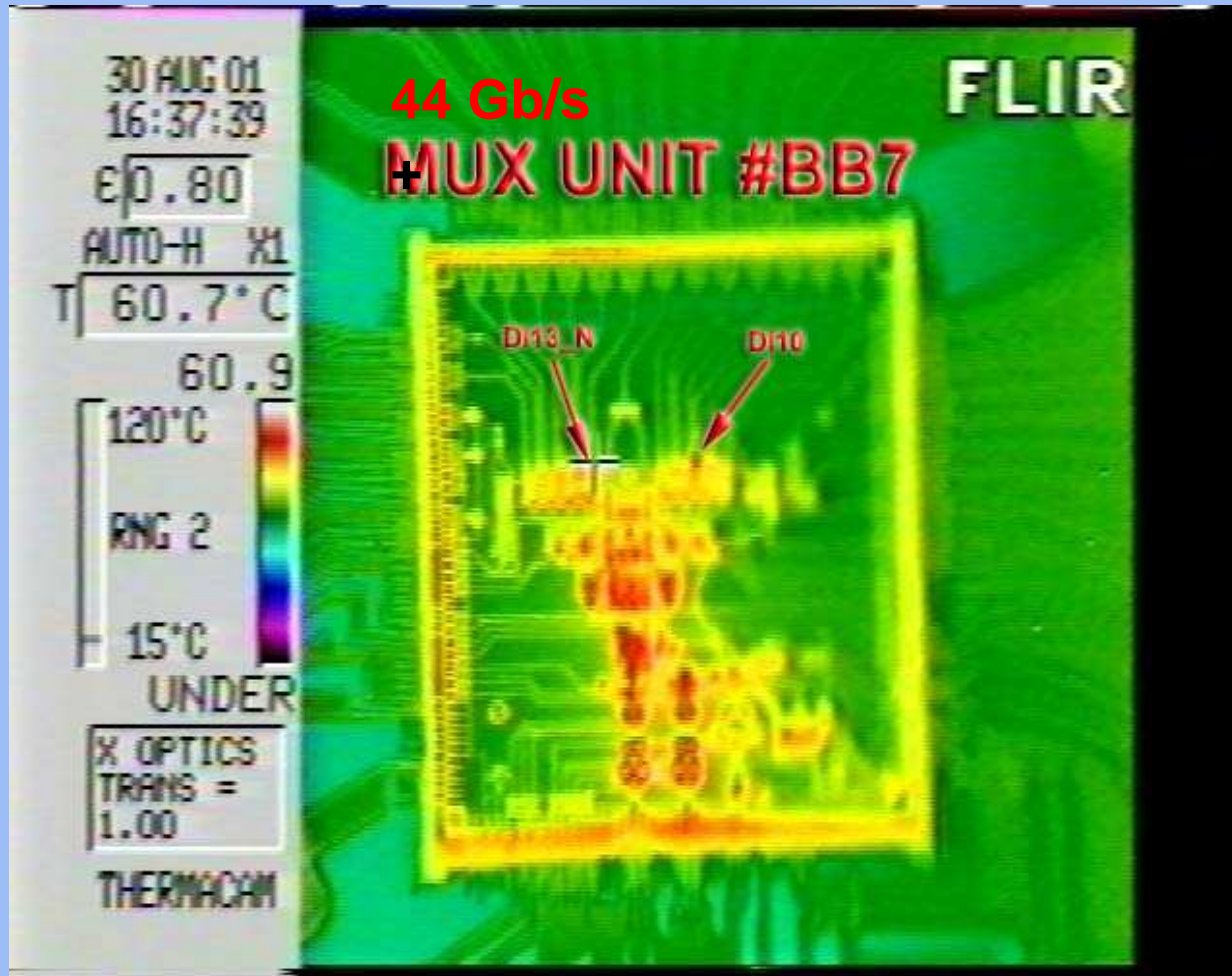 30 AUG 01
16:37:39
ε 0.80
AUTO-H X1
T 60.7°C
60.9
120°C
RNG 2
15°C
UNDER
X OPTICS
TRANS =
1.00
THERMACAM
FLIR
44 Gb/s
MUX UNIT #BB7
DI13_N
DI10